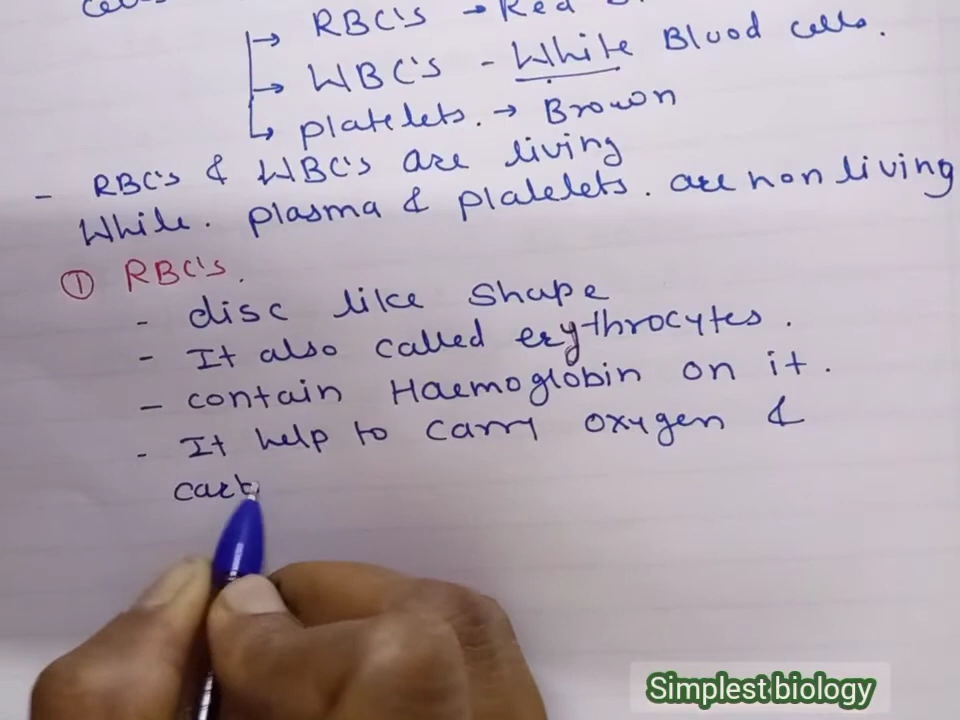 RBC's → Red
→ WBC's - White Blood cells.
↳ platelets. → Brown
- RBC's & WBC's are living
While. plasma & platelets. are non living
① RBC's.
- disc like shape
- It also called erythrocytes.
- contain Haemoglobin on it.
- It help to carry oxygen &
carb
Simplest biology